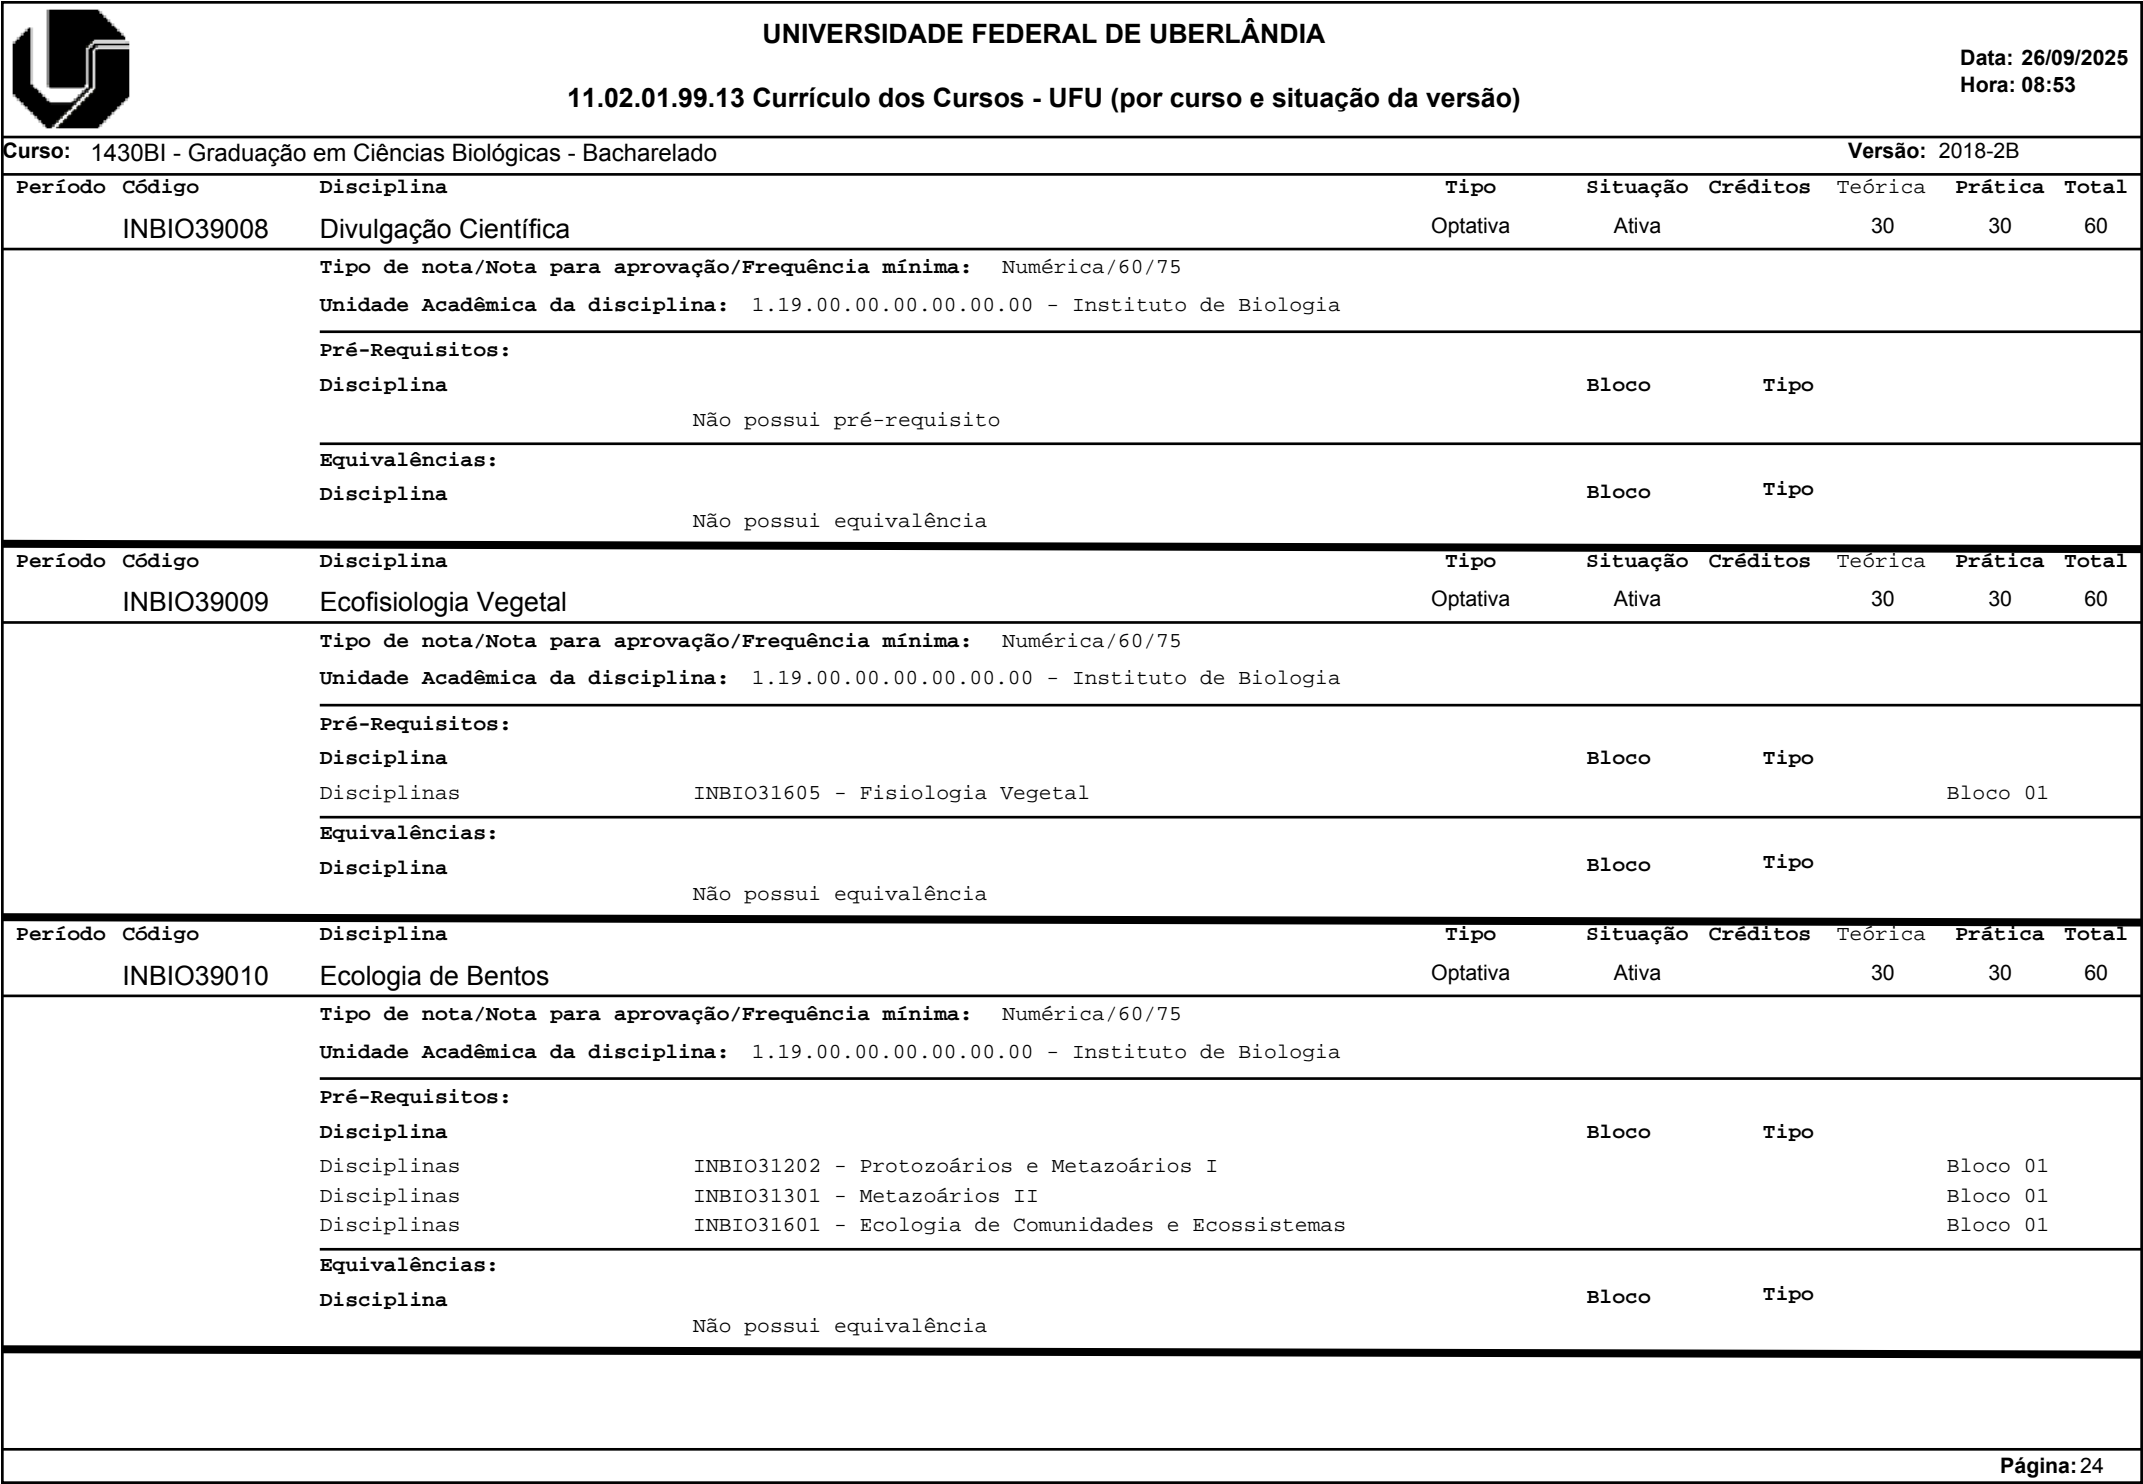 UNIVERSIDADE FEDERAL DE UBERLÂNDIA
Data: 26/09/2025
Hora: 08:53
11.02.01.99.13 Currículo dos Cursos - UFU (por curso e situação da versão)
Curso: 1430BI - Graduação em Ciências Biológicas - Bacharelado Versão: 2018-2B
Período Código Disciplina Tipo Situação Créditos Teórica Prática Total
INBIO39008 Divulgação Científica Optativa Ativa 30 30 60
Tipo de nota/Nota para aprovação/Frequência mínima: Numérica/60/75
Unidade Acadêmica da disciplina: 1.19.00.00.00.00.00.00 - Instituto de Biologia
Pré-Requisitos:
Disciplina Bloco Tipo
Não possui pré-requisito
Equivalências:
Disciplina Bloco Tipo
Não possui equivalência
Período Código Disciplina Tipo Situação Créditos Teórica Prática Total
INBIO39009 Ecofisiologia Vegetal Optativa Ativa 30 30 60
Tipo de nota/Nota para aprovação/Frequência mínima: Numérica/60/75
Unidade Acadêmica da disciplina: 1.19.00.00.00.00.00.00 - Instituto de Biologia
Pré-Requisitos:
Disciplina Bloco Tipo
Disciplinas INBIO31605 - Fisiologia Vegetal Bloco 01
Equivalências:
Disciplina Bloco Tipo
Não possui equivalência
Período Código Disciplina Tipo Situação Créditos Teórica Prática Total
INBIO39010 Ecologia de Bentos Optativa Ativa 30 30 60
Tipo de nota/Nota para aprovação/Frequência mínima: Numérica/60/75
Unidade Acadêmica da disciplina: 1.19.00.00.00.00.00.00 - Instituto de Biologia
Pré-Requisitos:
Disciplina Bloco Tipo
Disciplinas INBIO31202 - Protozoários e Metazoários I Bloco 01
Disciplinas INBIO31301 - Metazoários II Bloco 01
Disciplinas INBIO31601 - Ecologia de Comunidades e Ecossistemas Bloco 01
Equivalências:
Disciplina Bloco Tipo
Não possui equivalência
Página: 24